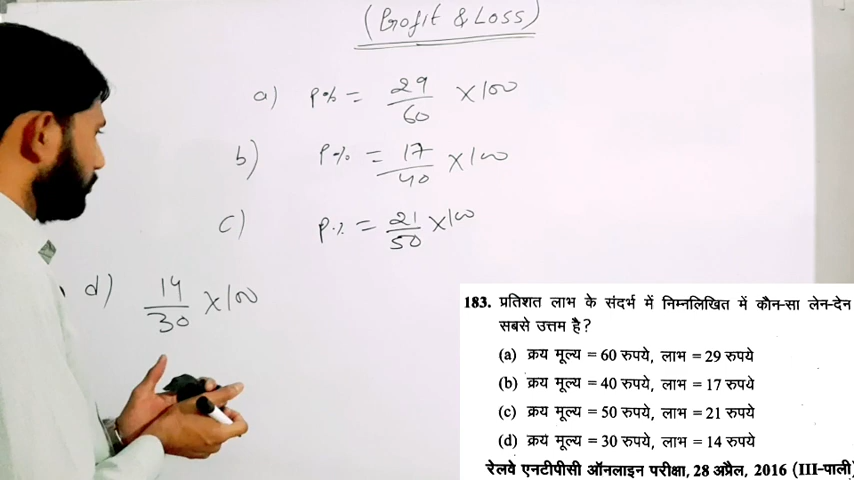 (Profit & Loss)
a) P% = 29/60 ×100
b) P% = 17/40 ×100
c) P% = 21/50 ×100
d) 14/30 ×100
183. प्रतिशत लाभ के संदर्भ में निम्नलिखित में कौन-सा लेन-देन
सबसे उत्तम है?
(a) क्रय मूल्य = 60 रुपये, लाभ = 29 रुपये
(b) क्रय मूल्य = 40 रुपये, लाभ = 17 रुपये
(c) क्रय मूल्य = 50 रुपये, लाभ = 21 रुपये
(d) क्रय मूल्य = 30 रुपये, लाभ = 14 रुपये
रेलवे एनटीपीसी ऑनलाइन परीक्षा, 28 अप्रैल, 2016 (III-पाली)